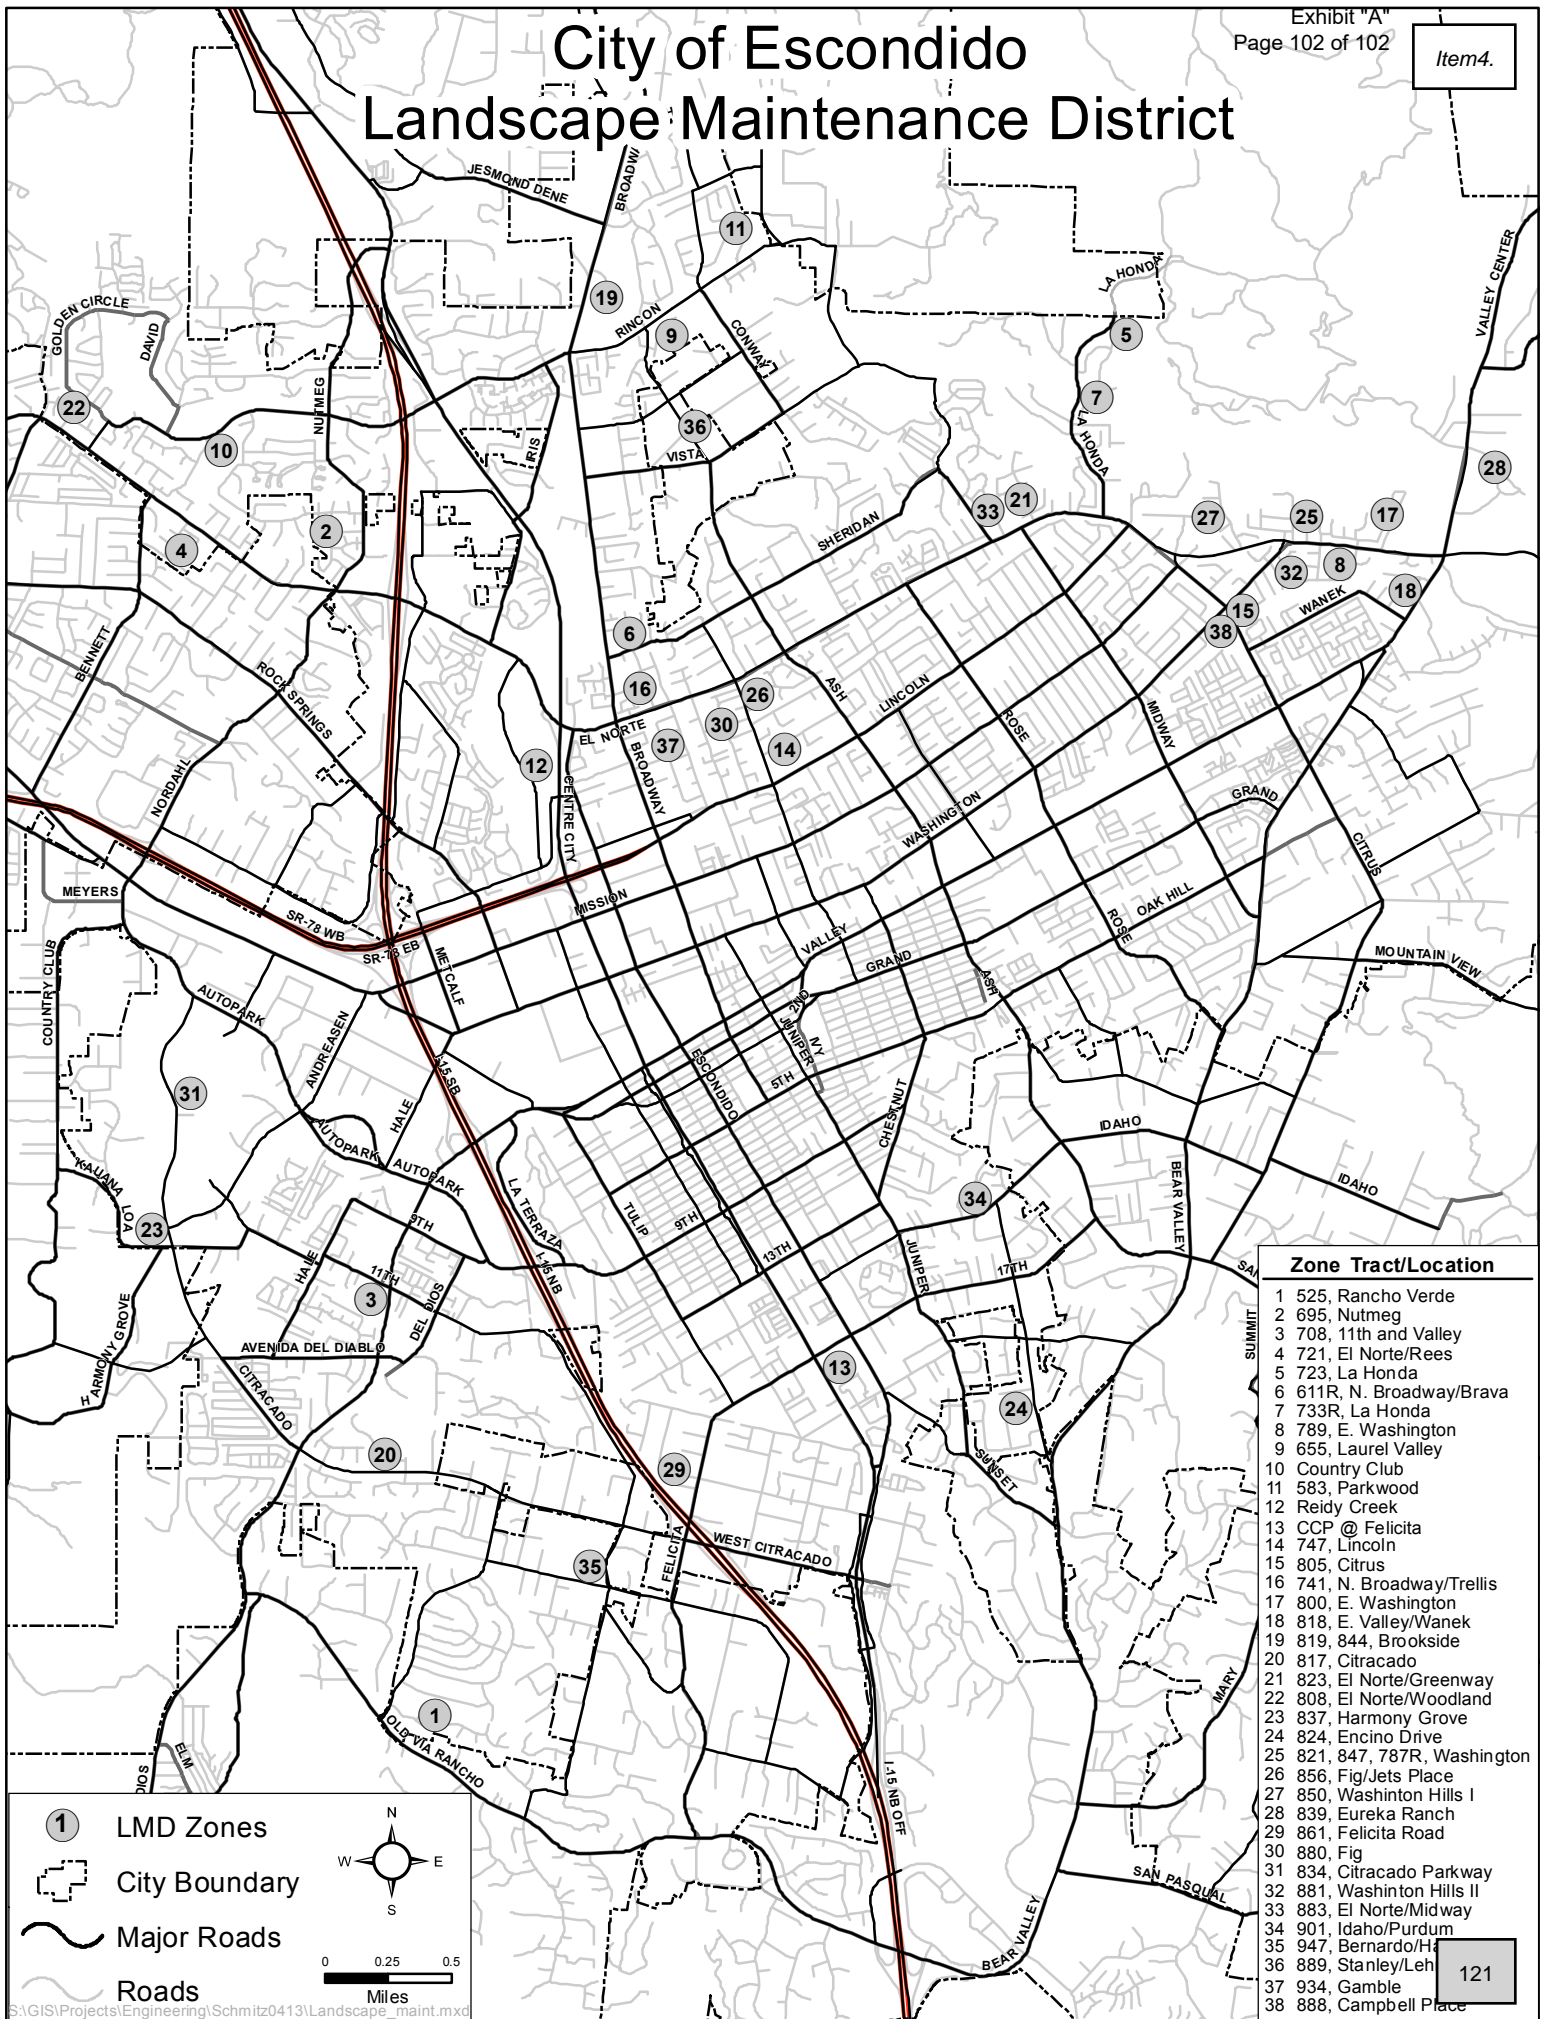 Exhibit "A"
Page 102 of 102
Item4.
City of Escondido
Landscape Maintenance District
JESMOND DENE
BROADWA
11
LA HONDA
VALLEY CENTER
19
GOLDEN CIRCLE
DAVID
RINCON
9
CONWAY
5
22
NUTMEG
7
10
36
IRIS
VISTA
LA HONDA
28
33
21
27
25
17
2
4
SHERIDAN
32
8
18
WANEK
15
38
6
BENNETT
ROCK SPRINGS
16
26
ASH
LINCOLN
ROSE
MIDWAY
30
EL NORTE
37
14
12
BROADWAY
NORDAHL
CENTRE CITY
WASHINGTON
GRAND
CITRUS
MEYERS
MISSION
OAK HILL
SR-78 WB
SR-78 EB
ROSE
VALLEY
GRAND
METCALF
MOUNTAIN VIEW
COUNTRY CLUB
AUTOPARK
ASH
2ND
ANDREASEN
JUNIPER
IVY
I-15 SB
ESCONDIDO
5TH
31
HALE
CHESTNUT
IDAHO
AUTOPARK
AUTOPARK
KAUANA LOA
IDAHO
LA TERRAZA
BEAR VALLEY
34
TULIP
9TH
9TH
23
13TH
JUNIPER
HALE
11TH
I-15 NB
17TH
SAN
3
DEL DIOS
HARMONY GROVE
SUMMIT
AVENIDA DEL DIABLO
13
CITRACADO
24
20
29
SUNSET
FELICITA
WEST CITRACADO
35
MARY
1
OLD VIA RANCHO
ELM
DIOS
I-15 NB OFF
SAN PASQUAL
BEAR VALLEY
Zone Tract/Location
1 525, Rancho Verde
2 695, Nutmeg
3 708, 11th and Valley
4 721, El Norte/Rees
5 723, La Honda
6 611R, N. Broadway/Brava
7 733R, La Honda
8 789, E. Washington
9 655, Laurel Valley
10 Country Club
11 583, Parkwood
12 Reidy Creek
13 CCP @ Felicita
14 747, Lincoln
15 805, Citrus
16 741, N. Broadway/Trellis
17 800, E. Washington
18 818, E. Valley/Wanek
19 819, 844, Brookside
20 817, Citracado
21 823, El Norte/Greenway
22 808, El Norte/Woodland
23 837, Harmony Grove
24 824, Encino Drive
25 821, 847, 787R, Washington
26 856, Fig/Jets Place
27 850, Washinton Hills I
28 839, Eureka Ranch
29 861, Felicita Road
30 880, Fig
31 834, Citracado Parkway
32 881, Washinton Hills II
33 883, El Norte/Midway
34 901, Idaho/Purdum
35 947, Bernardo/Ha
36 889, Stanley/Leh
37 934, Gamble
38 888, Campbell Place
121
1 LMD Zones
City Boundary
Major Roads
Roads
N
W E
S
0 0.25 0.5
Miles
S:\GIS\Projects\Engineering\Schmitz0413\Landscape_maint.mxd